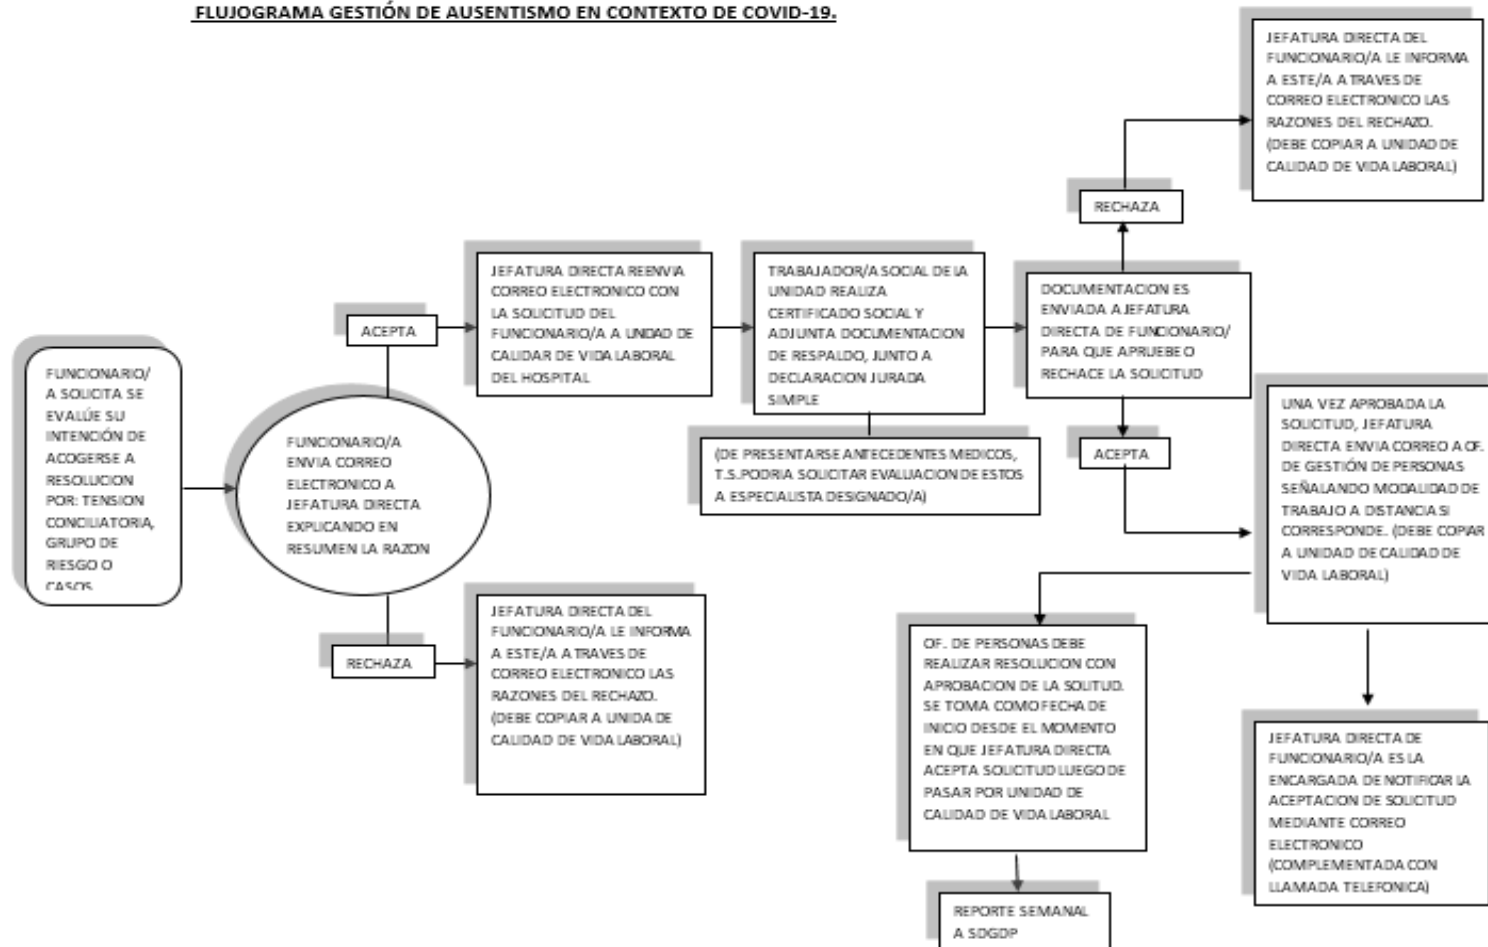 FLUJOGRAMA GESTIÓN DE AUSENTISMO EN CONTEXTO DE COVID-19.
FUNCIONARIO/
A SOLICITA SE
EVALÚE SU
INTENCIÓN DE
ACOGERSE A
RESOLUCION
POR: TENSION
CONCILIATORIA,
GRUPO DE
RIESGO O
CASOS
FUNCIONARIO/A
ENVIA CORREO
ELECTRONICO A
JEFATURA DIRECTA
EXPLICANDO EN
RESUMEN LA RAZON
ACEPTA
JEFATURA DIRECTA REENVIA
CORREO ELECTRONICO CON
LA SOLICITUD DEL
FUNCIONARIO/A A UNIDAD DE
CALIDAR DE VIDA LABORAL
DEL HOSPITAL
RECHAZA
JEFATURA DIRECTA DEL
FUNCIONARIO/A LE INFORMA
A ESTE/A A TRAVES DE
CORREO ELECTRONICO LAS
RAZONES DEL RECHAZO.
(DEBE COPIAR A UNIDA DE
CALIDAD DE VIDA LABORAL)
TRABAJADOR/A SOCIAL DE LA
UNIDAD REALIZA
CERTIFICADO SOCIAL Y
ADJUNTA DOCUMENTACION
DE RESPALDO, JUNTO A
DECLARACION JURADA
SIMPLE
(DE PRESENTARSE ANTECEDENTES MEDICOS,
T.S.PODRIA SOLICITAR EVALUACION DE ESTOS
A ESPECIALISTA DESIGNADO/A)
DOCUMENTACION ES
ENVIADA A JEFATURA
DIRECTA DE FUNCIONARIO/
PARA QUE APRUEBE O
RECHACE LA SOLICITUD
RECHAZA
JEFATURA DIRECTA DEL
FUNCIONARIO/A LE INFORMA
A ESTE/A A TRAVES DE
CORREO ELECTRONICO LAS
RAZONES DEL RECHAZO.
(DEBE COPIAR A UNIDAD DE
CALIDAD DE VIDA LABORAL)
ACEPTA
UNA VEZ APROBADA LA
SOLICITUD, JEFATURA
DIRECTA ENVIA CORREO A OF.
DE GESTIÓN DE PERSONAS
SEÑALANDO MODALIDAD DE
TRABAJO A DISTANCIA SI
CORRESPONDE. (DEBE COPIAR
A UNIDAD DE CALIDAD DE
VIDA LABORAL)
OF. DE PERSONAS DEBE
REALIZAR RESOLUCION CON
APROBACION DE LA SOLITUD.
SE TOMA COMO FECHA DE
INICIO DESDE EL MOMENTO
EN QUE JEFATURA DIRECTA
ACEPTA SOLICITUD LUEGO DE
PASAR POR UNIDAD DE
CALIDAD DE VIDA LABORAL
REPORTE SEMANAL
A SDGDP
JEFATURA DIRECTA DE
FUNCIONARIO/A ES LA
ENCARGADA DE NOTIFICAR LA
ACEPTACION DE SOLICITUD
MEDIANTE CORREO
ELECTRONICO
(COMPLEMENTADA CON
LLAMADA TELEFONICA)